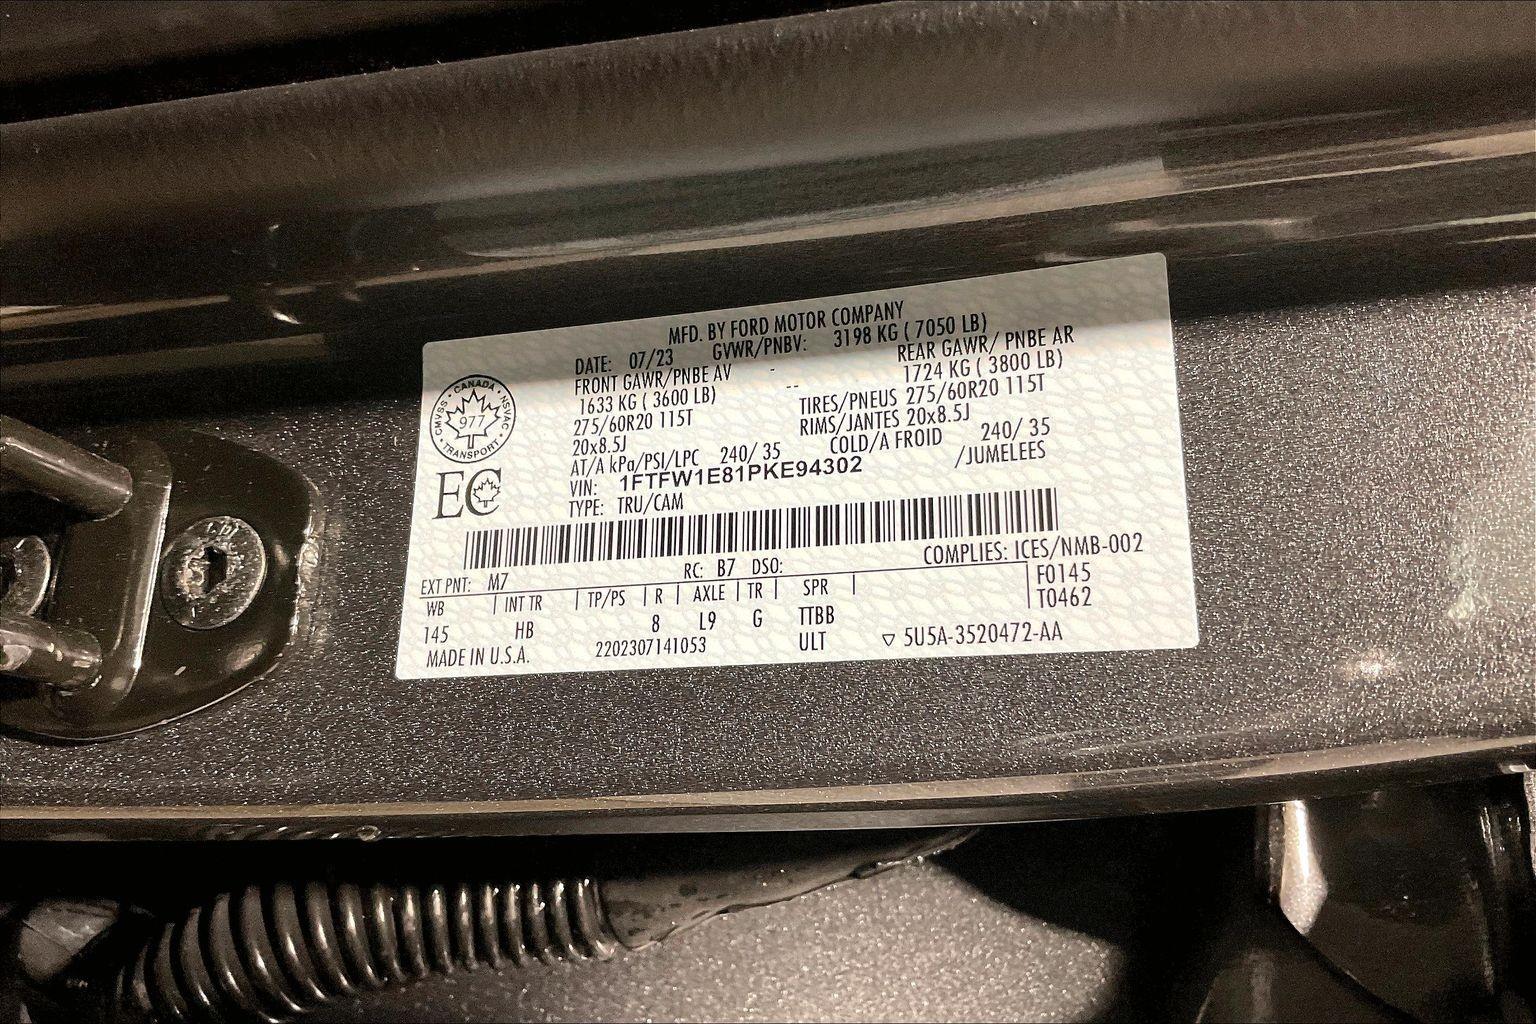 MFD. BY FORD MOTOR COMPANY
DATE: 07/23 GVWR/PNBV: 3198 KG ( 7050 LB)
FRONT GAWR/PNBE AV - REAR GAWR/ PNBE AR
1633 KG ( 3600 LB) -- 1724 KG ( 3800 LB)
275/60R20 115T TIRES/PNEUS 275/60R20 115T
20x8.5J RIMS/JANTES 20x8.5J
AT/A kPa/PSI/LPC 240/ 35 COLD/A FROID 240/ 35
VIN: 1FTFW1E81PKE94302 /JUMELEES
TYPE: TRU/CAM
CANADA
CMVSS · NSVAC
977
TRANSPORT
EC
COMPLIES: ICES/NMB-002
EXT PNT: M7 RC: B7 DSO:
WB | INT TR | TP/PS | R | AXLE | TR | SPR | F0145
T0462
145 HB 8 L9 G TTBB
MADE IN U.S.A. 2202307141053 ULT ▽ 5U5A-3520472-AA